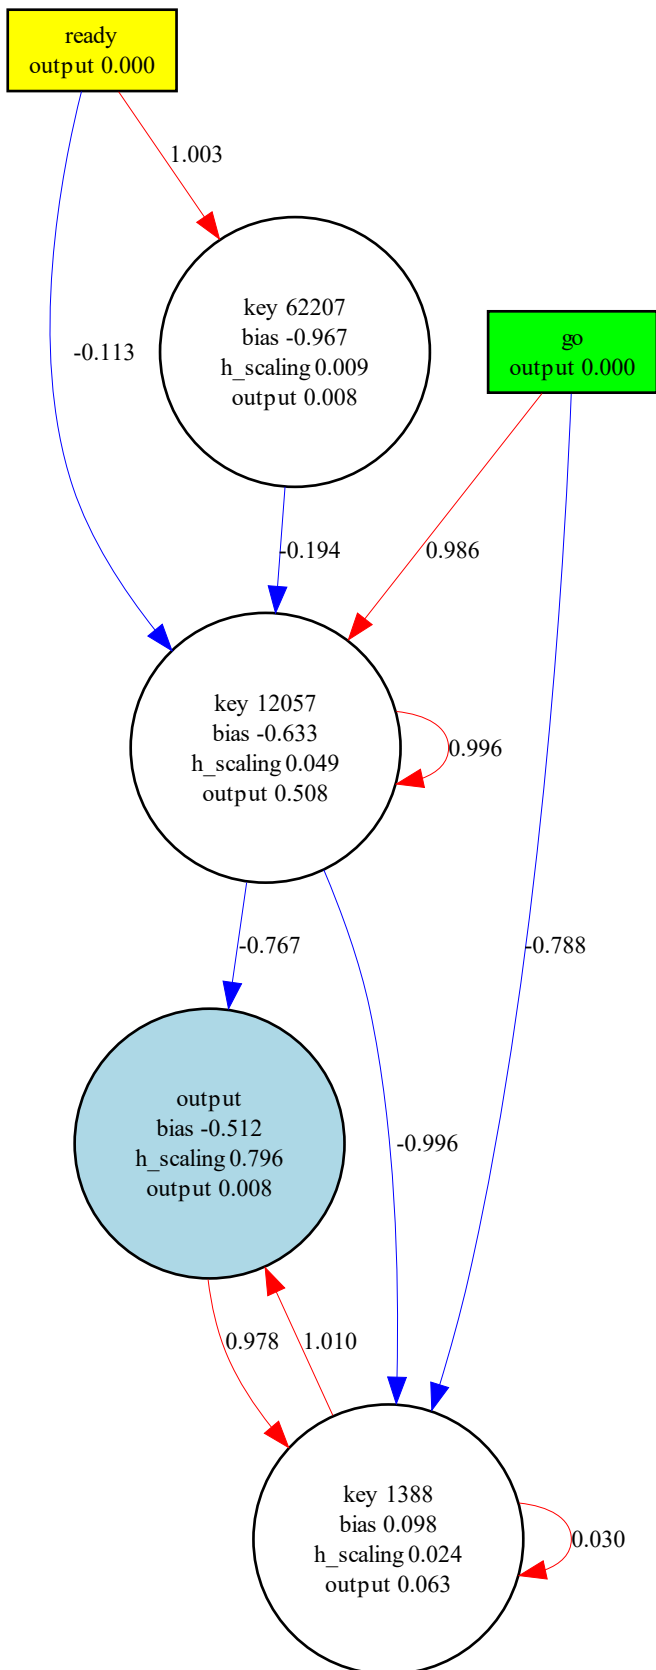 ready
output 0.000
1.003
key 62207
bias -0.967
h_scaling 0.009
output 0.008
go
output 0.000
-0.113
-0.194
0.986
key 12057
bias -0.633
h_scaling 0.049
output 0.508
0.996
-0.767
-0.788
output
bias -0.512
h_scaling 0.796
output 0.008
-0.996
0.978
1.010
key 1388
bias 0.098
h_scaling 0.024
output 0.063
0.030